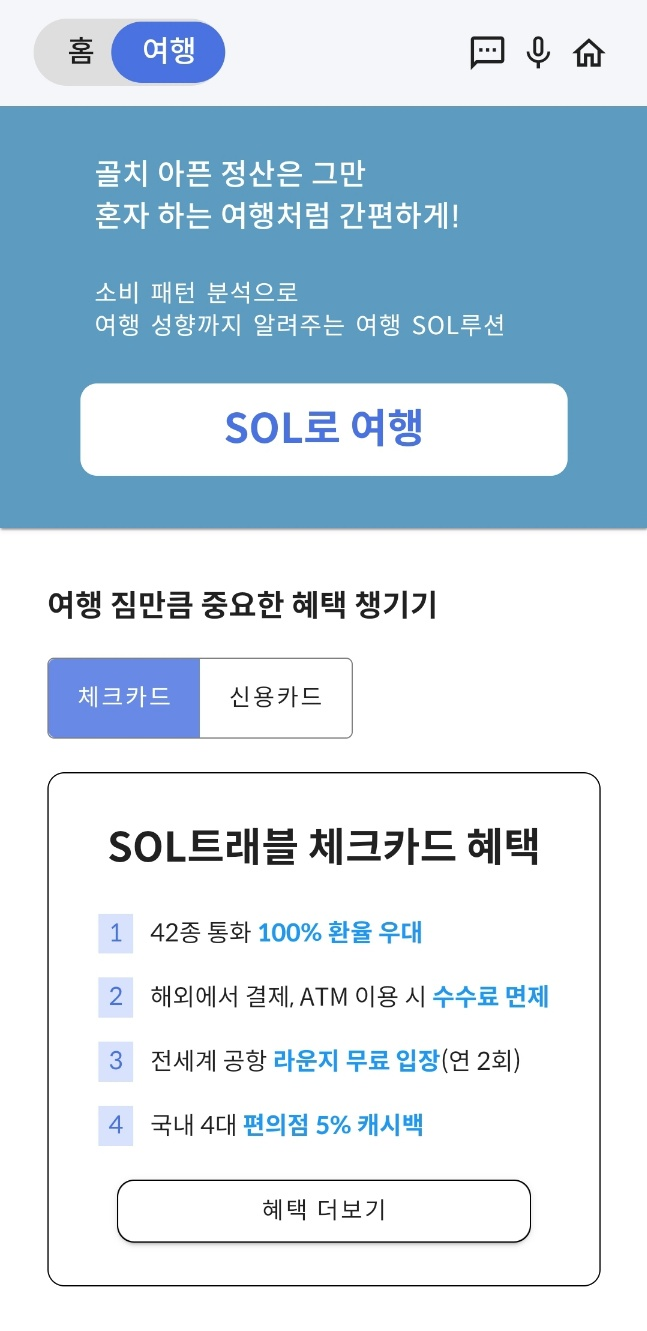 홈 여행
골치 아픈 정산은 그만
혼자 하는 여행처럼 간편하게!
소비 패턴 분석으로
여행 성향까지 알려주는 여행 SOL루션
SOL로 여행
여행 짐만큼 중요한 혜택 챙기기
체크카드 신용카드
SOL트래블 체크카드 혜택
1 42종 통화 100% 환율 우대
2 해외에서 결제, ATM 이용 시 수수료 면제
3 전세계 공항 라운지 무료 입장(연 2회)
4 국내 4대 편의점 5% 캐시백
혜택 더보기